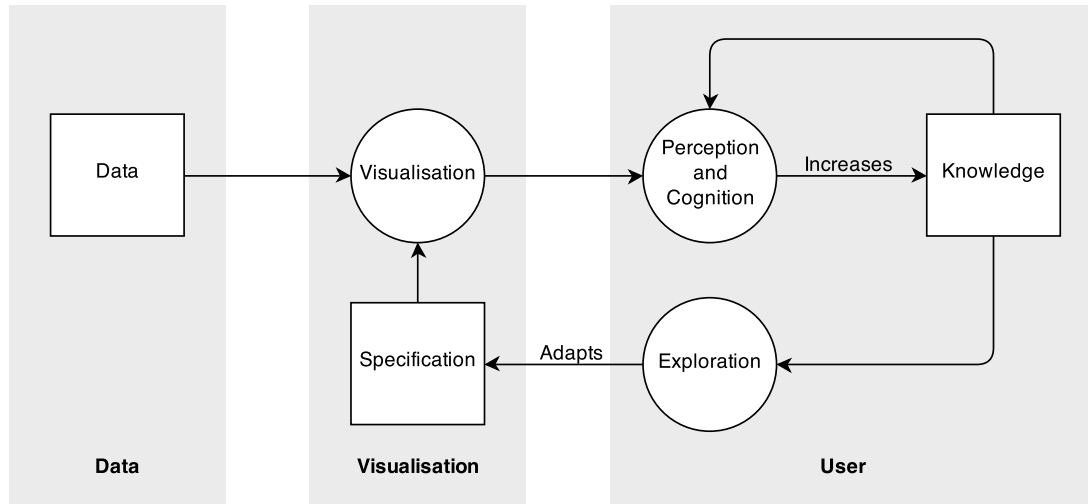 Data
Visualisation
Perception
and
Cognition
Increases
Knowledge
Specification
Adapts
Exploration
Data
Visualisation
User